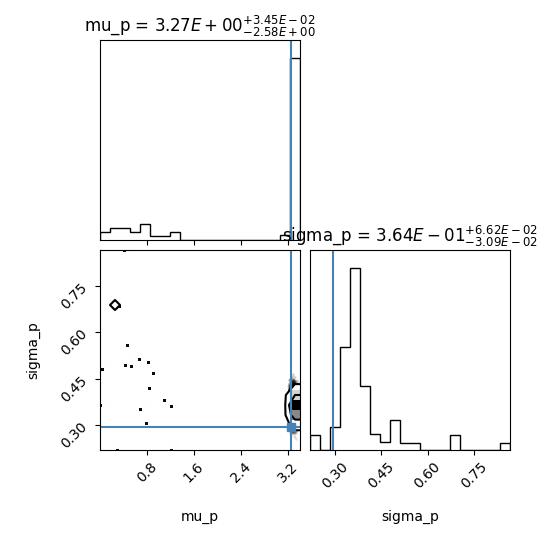 mu_p = 3.27E + 00+3.45E−02−2.58E+00
sigma_p = 3.64E − 01+6.62E−02−3.09E−02
sigma_p
0.75
0.60
0.45
0.30
0.8 1.6 2.4 3.2
0.30 0.45 0.60 0.75
mu_p
sigma_p